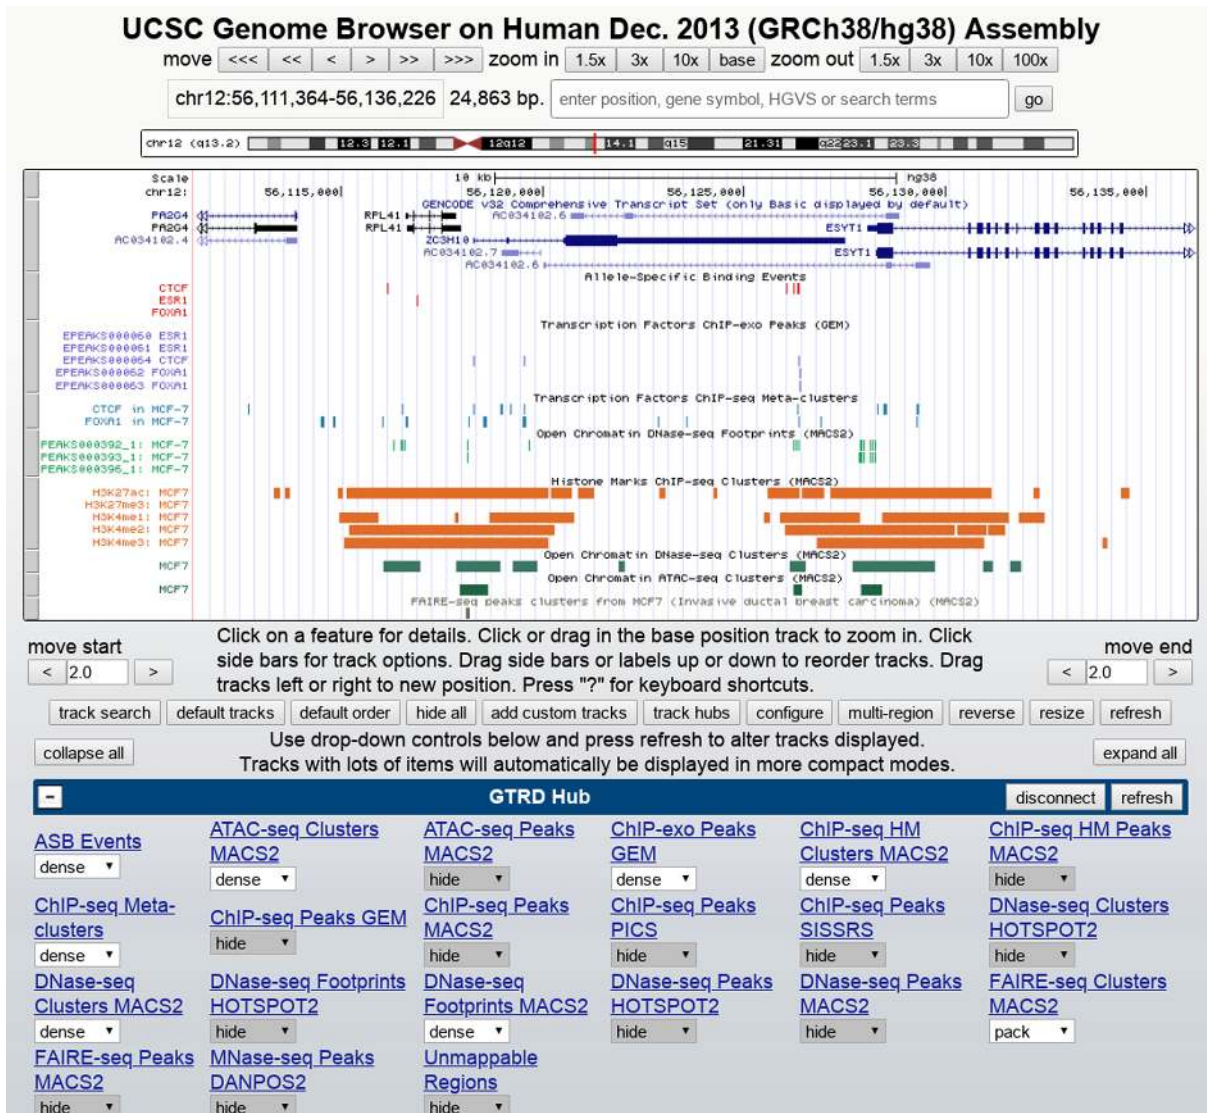 UCSC Genome Browser on Human Dec. 2013 (GRCh38/hg38) Assembly
move <<< << < > >> >>> zoom in 1.5x 3x 10x base zoom out 1.5x 3x 10x 100x
chr12:56,111,364-56,136,226 24,863 bp. enter position, gene symbol, HGVS or search terms go
chr12 (q13.2) 12.3 12.1 12q12 14.1 q15 21.31 q22 23.1 23.3
Scale 10 kb hg38
chr12: 56,115,000| 56,120,000| 56,125,000| 56,130,000| 56,135,000|
GENCODE v32 Comprehensive Transcript Set (only Basic displayed by default)
PA2G4 RPL41 AC034102.6
PA2G4 RPL41 ESYT1
AC034102.4 ZC3H10
AC034102.7 ESYT1
AC034102.6
Allele-Specific Binding Events
CTCF
ESR1
FOXA1
Transcription Factors ChIP-exo Peaks (GEM)
EPEAKS000060 ESR1
EPEAKS000061 ESR1
EPEAKS000064 CTCF
EPEAKS000062 FOXA1
EPEAKS000063 FOXA1
Transcription Factors ChIP-seq Meta-clusters
CTCF in MCF-7
FOXA1 in MCF-7
Open Chromatin DNase-seq Footprints (MACS2)
PEAKS000392_1: MCF-7
PEAKS000393_1: MCF-7
PEAKS000396_1: MCF-7
Histone Marks ChIP-seq Clusters (MACS2)
H3K27ac: MCF7
H3K27me3: MCF7
H3K4me1: MCF7
H3K4me2: MCF7
H3K4me3: MCF7
Open Chromatin DNase-seq Clusters (MACS2)
MCF7
Open Chromatin ATAC-seq Clusters (MACS2)
MCF7
FAIRE-seq peaks clusters from MCF7 (Invasive ductal breast carcinoma) (MACS2)
move start
< 2.0 >
Click on a feature for details. Click or drag in the base position track to zoom in. Click
side bars for track options. Drag side bars or labels up or down to reorder tracks. Drag
tracks left or right to new position. Press "?" for keyboard shortcuts.
move end
< 2.0 >
track search default tracks default order hide all add custom tracks track hubs configure multi-region reverse resize refresh
collapse all
Use drop-down controls below and press refresh to alter tracks displayed.
Tracks with lots of items will automatically be displayed in more compact modes.
expand all
- GTRD Hub disconnect refresh
ASB Events
dense
ATAC-seq Clusters
MACS2
dense
ATAC-seq Peaks
MACS2
hide
ChIP-exo Peaks
GEM
dense
ChIP-seq HM
Clusters MACS2
dense
ChIP-seq HM Peaks
MACS2
hide
ChIP-seq Meta-
clusters
dense
ChIP-seq Peaks GEM
hide
ChIP-seq Peaks
MACS2
hide
ChIP-seq Peaks
PICS
hide
ChIP-seq Peaks
SISSRS
hide
DNase-seq Clusters
HOTSPOT2
hide
DNase-seq
Clusters MACS2
dense
DNase-seq Footprints
HOTSPOT2
hide
DNase-seq
Footprints MACS2
dense
DNase-seq Peaks
HOTSPOT2
hide
DNase-seq Peaks
MACS2
hide
FAIRE-seq Clusters
MACS2
pack
FAIRE-seq Peaks
MACS2
hide
MNase-seq Peaks
DANPOS2
hide
Unmappable
Regions
hide